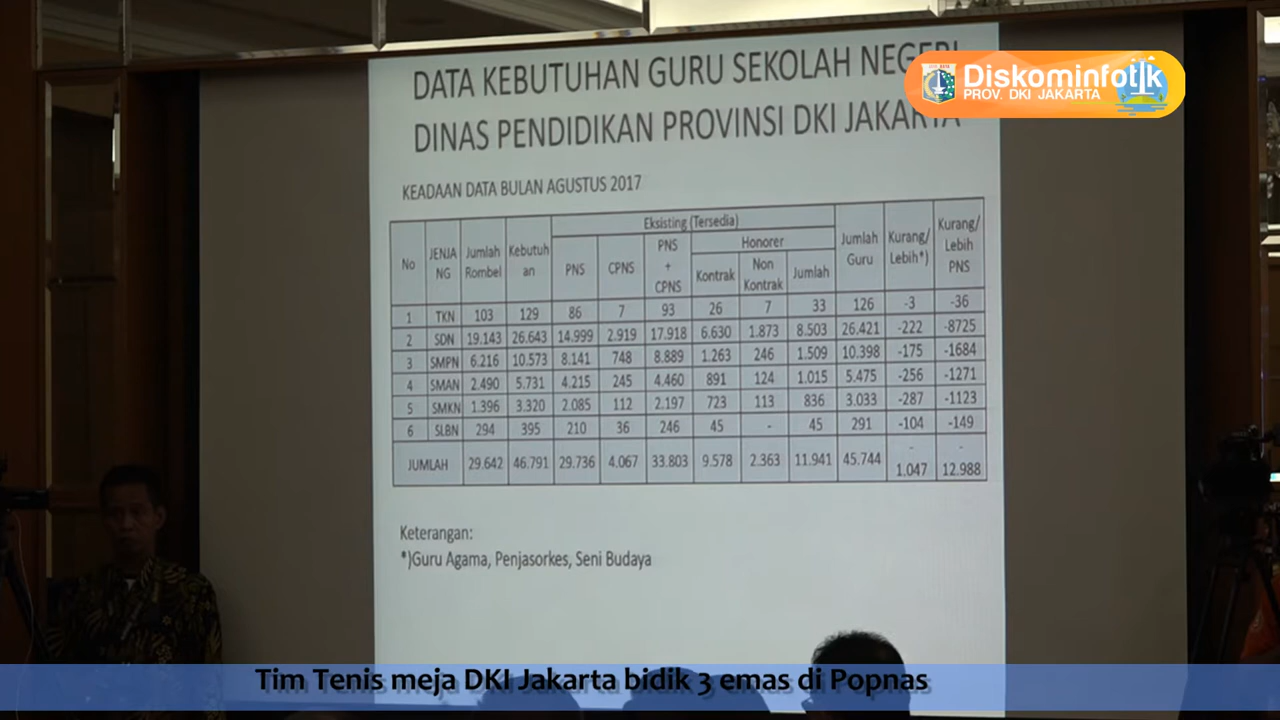 DATA KEBUTUHAN GURU SEKOLAH NEGERI
DINAS PENDIDIKAN PROVINSI DKI JAKARTA
Diskominfotik
PROV. DKI JAKARTA
KEADAAN DATA BULAN AGUSTUS 2017
No JENJANG Jumlah Rombel Kebutuhan Eksisting (Tersedia) PNS CPNS PNS + CPNS Honorer Kontrak Non Kontrak Jumlah Jumlah Guru Kurang/ Lebih*) Kurang/ Lebih PNS
1 TKN 103 129 86 7 93 26 7 33 126 -3 -36
2 SDN 19.143 26.643 14.999 2.919 17.918 6.630 1.873 8.503 26.421 -222 -8725
3 SMPN 6.216 10.573 8.141 748 8.889 1.263 246 1.509 10.398 -175 -1684
4 SMAN 2.490 5.731 4.215 245 4.460 891 124 1.015 5.475 -256 -1271
5 SMKN 1.396 3.320 2.085 112 2.197 723 113 836 3.033 -287 -1123
6 SLBN 294 395 210 36 246 45 - 45 291 -104 -149
JUMLAH 29.642 46.791 29.736 4.067 33.803 9.578 2.363 11.941 45.744 - 1.047 - 12.988
Keterangan:
*)Guru Agama, Penjasorkes, Seni Budaya
Tim Tenis meja DKI Jakarta bidik 3 emas di Popnas